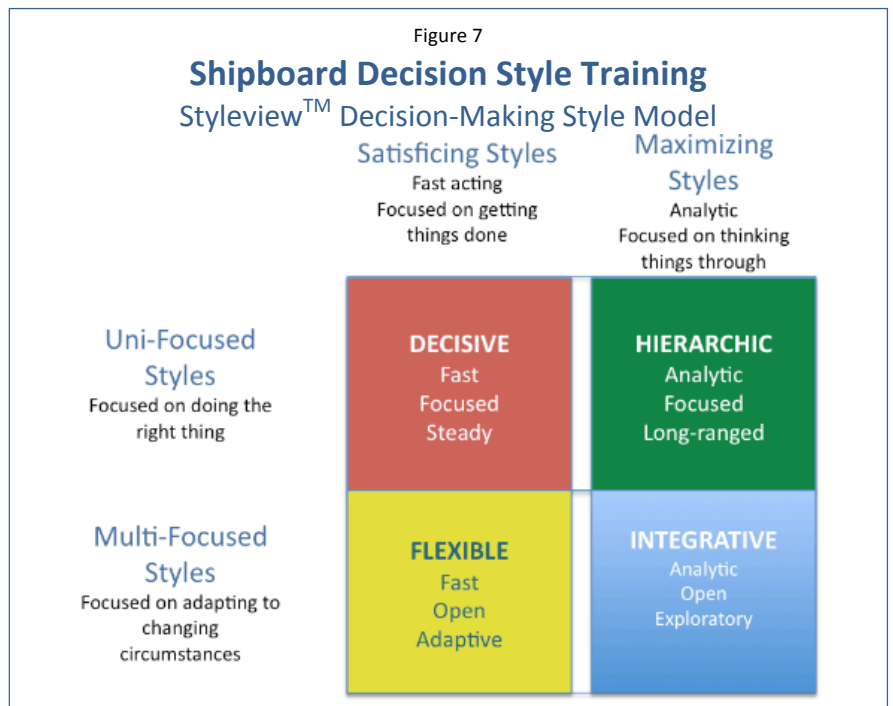 Figure 7
Shipboard Decision Style Training
Styleview™ Decision-Making Style Model
Satisficing Styles
Fast acting
Focused on getting
things done
Maximizing
Styles
Analytic
Focused on thinking
things through
Uni-Focused
Styles
Focused on doing the
right thing
DECISIVE
Fast
Focused
Steady
HIERARCHIC
Analytic
Focused
Long-ranged
Multi-Focused
Styles
Focused on adapting to
changing
circumstances
FLEXIBLE
Fast
Open
Adaptive
INTEGRATIVE
Analytic
Open
Exploratory